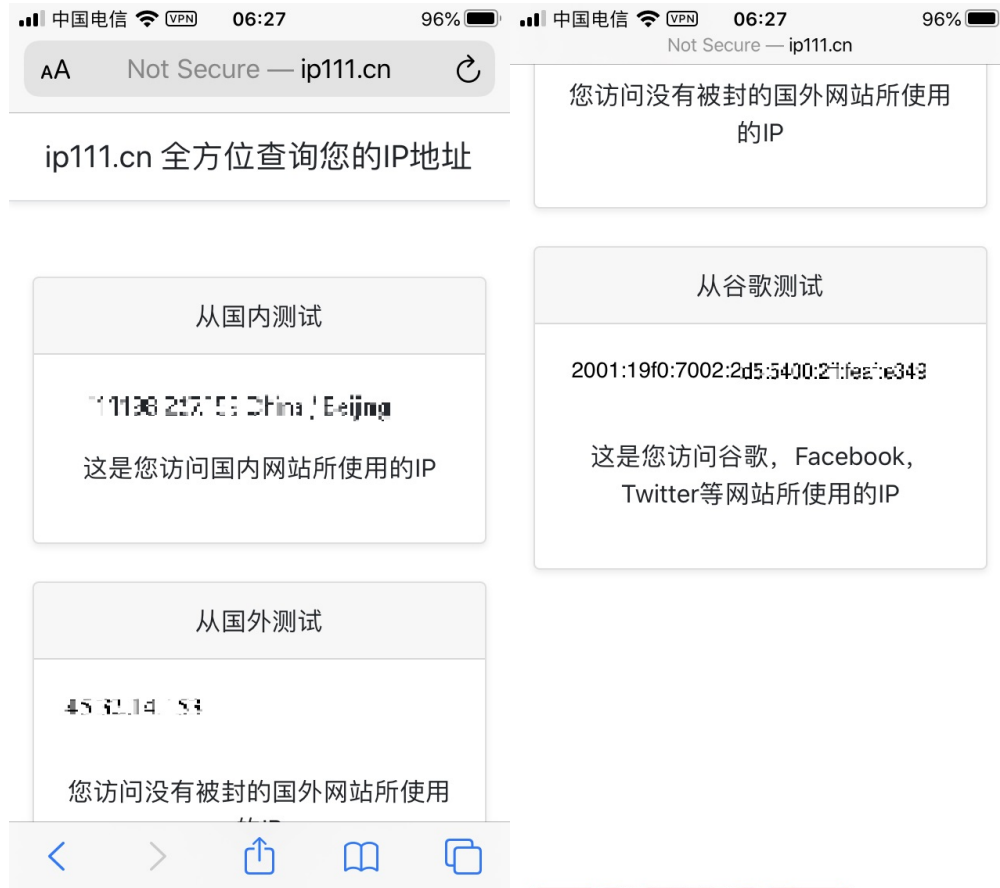 中国电信 VPN 06:27 96%
AA Not Secure — ip111.cn
ip111.cn 全方位查询您的IP地址
从国内测试
China / Beijing
这是您访问国内网站所使用的IP
从国外测试
您访问没有被封的国外网站所使用
中国电信 VPN 06:27 96%
Not Secure — ip111.cn
您访问没有被封的国外网站所使用
的IP
从谷歌测试
2001:19f0:7002:2
这是您访问谷歌，Facebook，
Twitter等网站所使用的IP